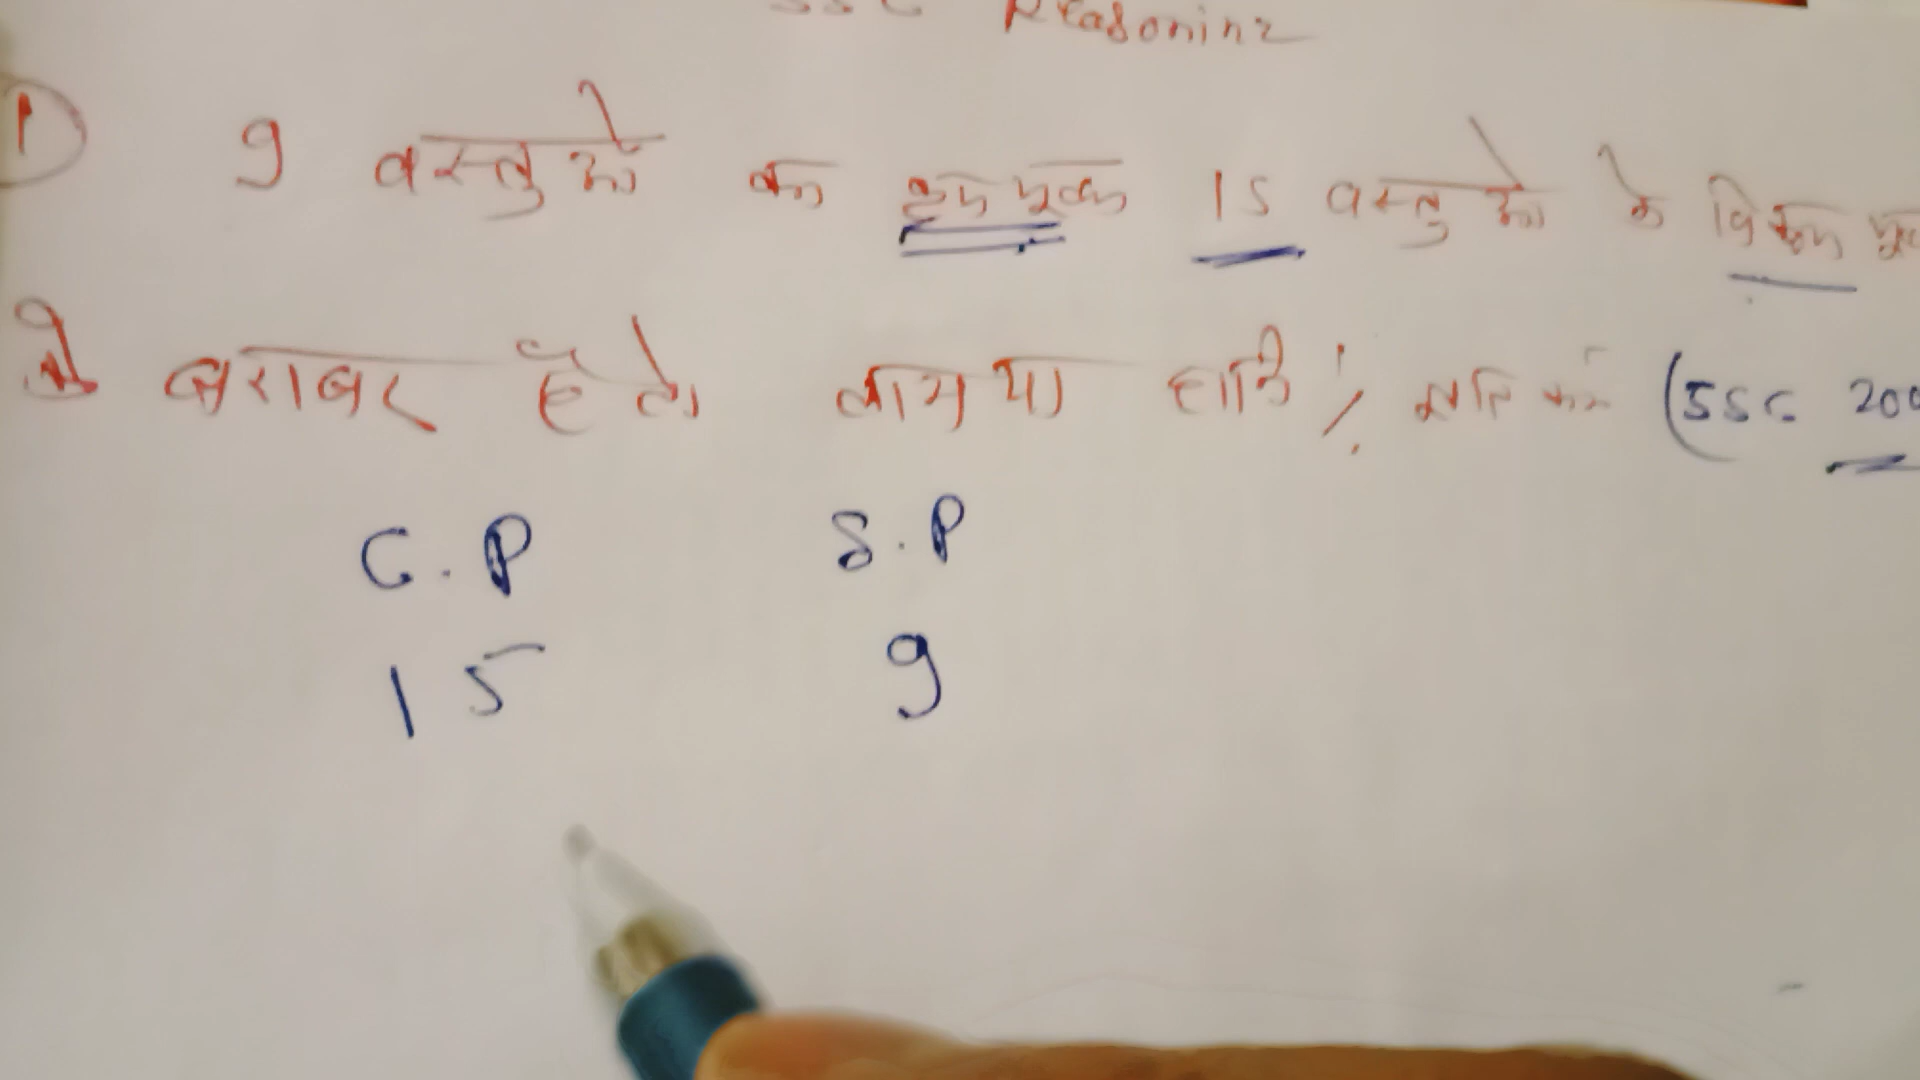 SSC Reasoning
1) 9 वस्तुओ का क्रय मूल्य 15 वस्तुओ के विक्रय
के बराबर है तो लाभ या हानि % ज्ञात करे (SSC 200
C.P S.P
15 9